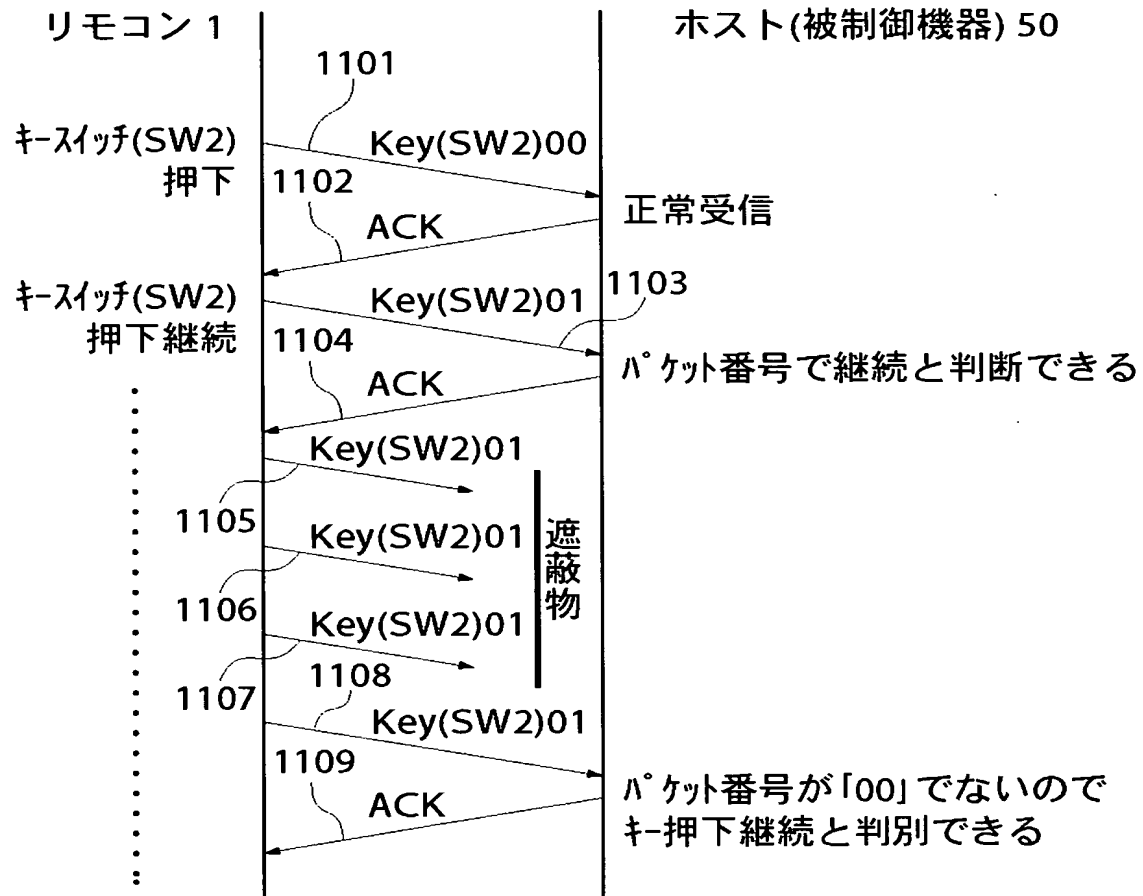 リモコン 1
ホスト(被制御機器) 50
1101
ｷｰｽｲｯﾁ(SW2)
押下
Key(SW2)00
1102
正常受信
ACK
ｷｰｽｲｯﾁ(SW2)
押下継続
Key(SW2)01
1103
1104
ﾊﾟｹｯﾄ番号で継続と判断できる
ACK
Key(SW2)01
1105
Key(SW2)01
遮蔽物
1106
Key(SW2)01
1107
1108
Key(SW2)01
1109
ACK
ﾊﾟｹｯﾄ番号が「00」でないので
ｷｰ押下継続と判別できる